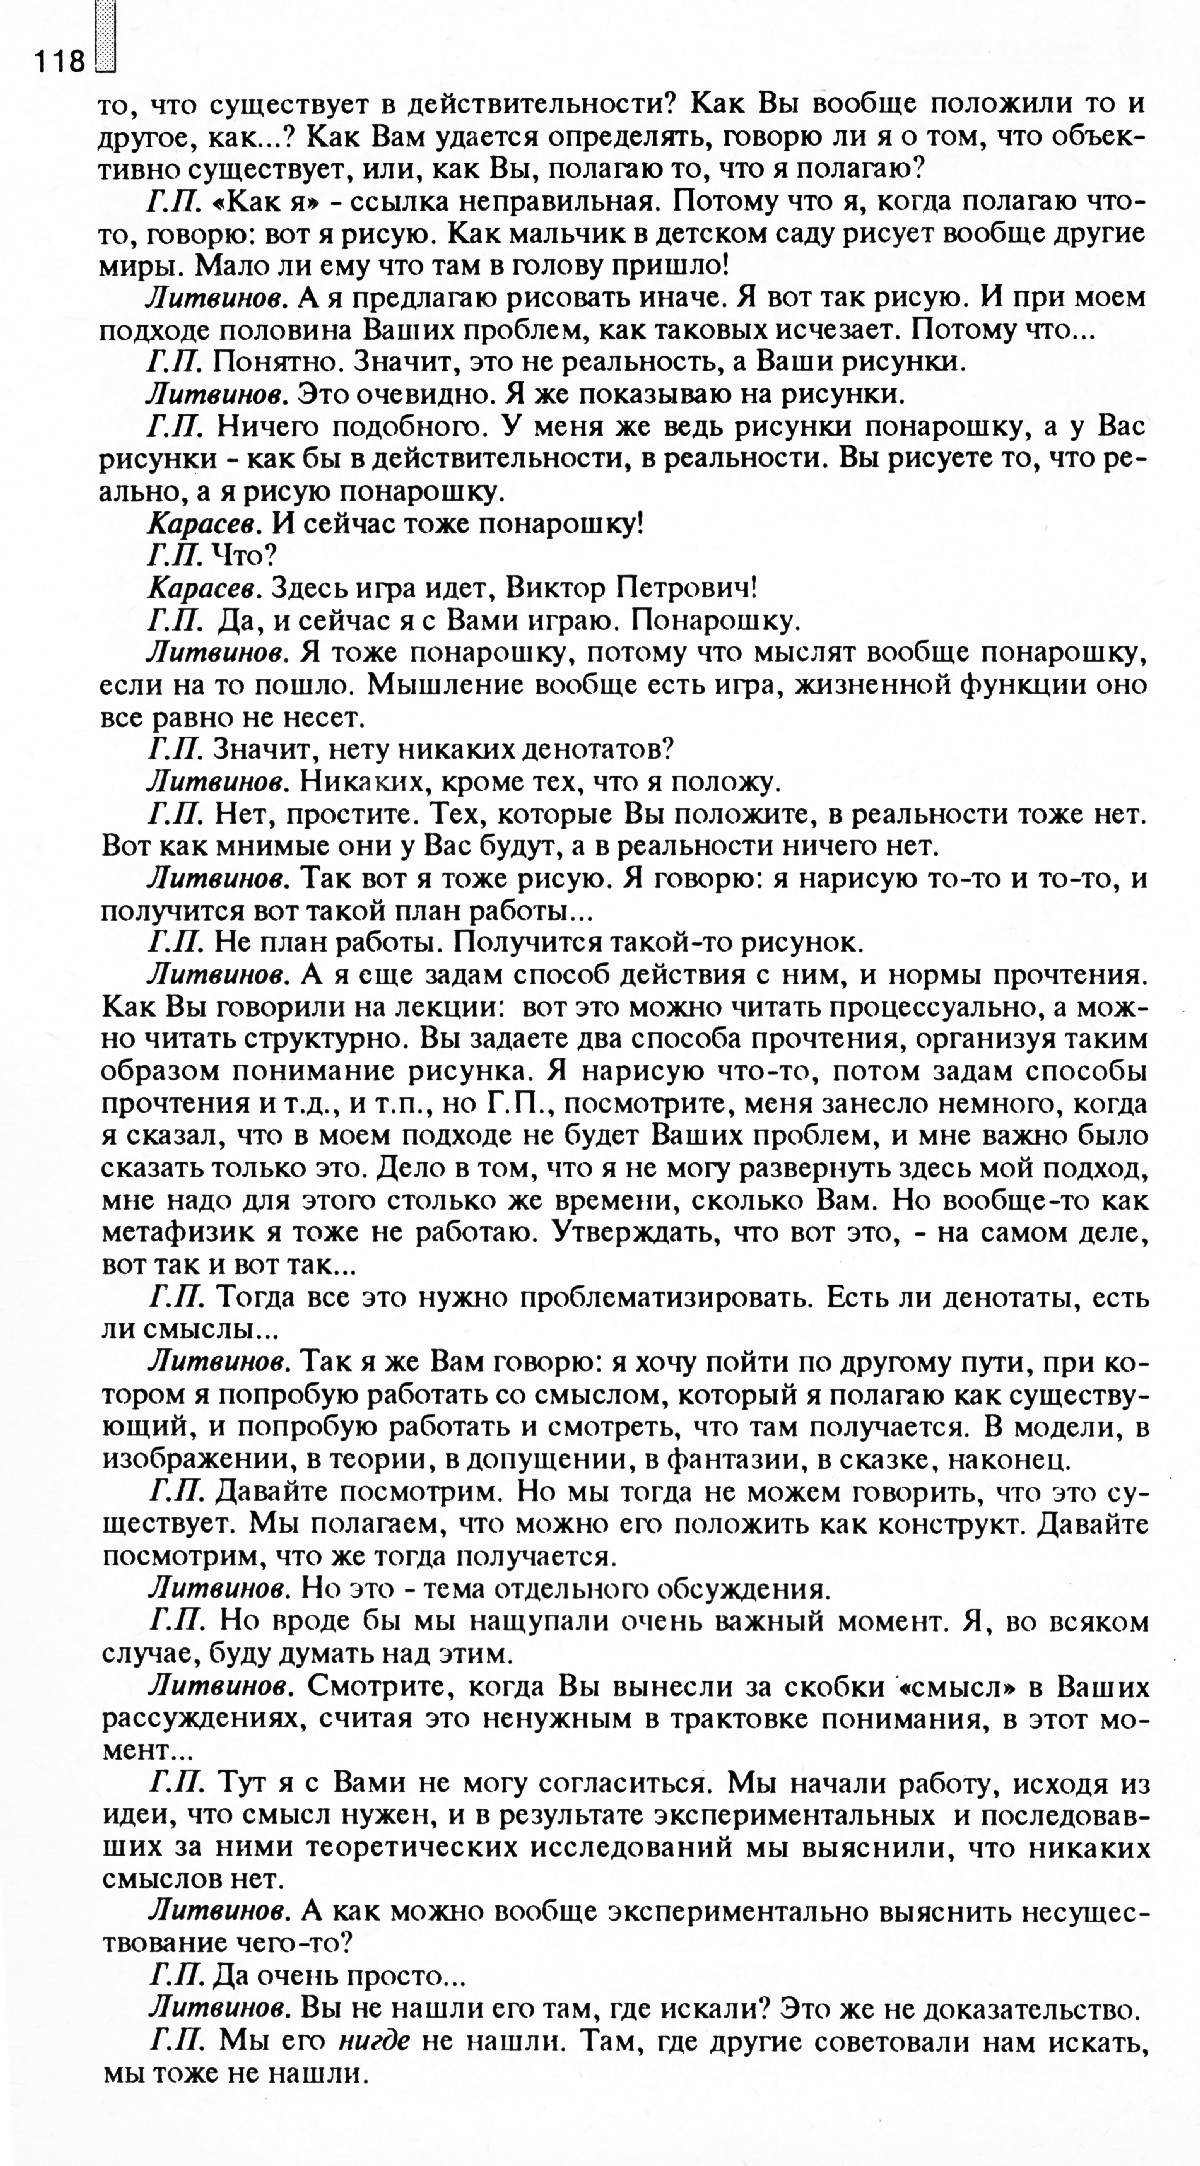 118
то, что существует в действительности? Как Вы вообще положили то и
другое, как...? Как Вам удается определять, говорю ли я о том, что объек-
тивно существует, или, как Вы, полагаю то, что я полагаю?
Г.П. «Как я» - ссылка неправильная. Потому что я, когда полагаю что-
то, говорю: вот я рисую. Как мальчик в детском саду рисует вообще другие
миры. Мало ли ему что там в голову пришло!
Литвинов. А я предлагаю рисовать иначе. Я вот так рисую. И при моем
подходе половина Ваших проблем, как таковых исчезает. Потому что...
Г.П. Понятно. Значит, это не реальность, а Ваши рисунки.
Литвинов. Это очевидно. Я же показываю на рисунки.
Г.П. Ничего подобного. У меня же ведь рисунки понарошку, а у Вас
рисунки - как бы в действительности, в реальности. Вы рисуете то, что ре-
ально, а я рисую понарошку.
Карасев. И сейчас тоже понарошку!
Г.П. Что?
Карасев. Здесь игра идет, Виктор Петрович!
Г.П. Да, и сейчас я с Вами играю. Понарошку.
Литвинов. Я тоже понарошку, потому что мыслят вообще понарошку,
если на то пошло. Мышление вообще есть игра, жизненной функции оно
все равно не несет.
Г.П. Значит, нету никаких денотатов?
Литвинов. Никаких, кроме тех, что я положу.
Г.П. Нет, простите. Тех, которые Вы положите, в реальности тоже нет.
Вот как мнимые они у Вас будут, а в реальности ничего нет.
Литвинов. Так вот я тоже рисую. Я говорю: я нарисую то-то и то-то, и
получится вот такой план работы...
Г.П. Не план работы. Получится такой-то рисунок.
Литвинов. А я еще задам способ действия с ним, и нормы прочтения.
Как Вы говорили на лекции: вот это можно читать процессуально, а мож-
но читать структурно. Вы задаете два способа прочтения, организуя таким
образом понимание рисунка. Я нарисую что-то, потом задам способы
прочтения и т.д., и т.п., но Г.П., посмотрите, меня занесло немного, когда
я сказал, что в моем подходе не будет Ваших проблем, и мне важно было
сказать только это. Дело в том, что я не могу развернуть здесь мой подход,
мне надо для этого столько же времени, сколько Вам. Но вообще-то как
метафизик я тоже не работаю. Утверждать, что вот это, - на самом деле,
вот так и вот так...
Г.П. Тогда все это нужно проблематизировать. Есть ли денотаты, есть
ли смыслы...
Литвинов. Так я же Вам говорю: я хочу пойти по другому пути, при ко-
тором я попробую работать со смыслом, который я полагаю как существу-
ющий, и попробую работать и смотреть, что там получается. В модели, в
изображении, в теории, в допущении, в фантазии, в сказке, наконец.
Г.П. Давайте посмотрим. Но мы тогда не можем говорить, что это су-
ществует. Мы полагаем, что можно его положить как конструкт. Давайте
посмотрим, что же тогда получается.
Литвинов. Но это - тема отдельного обсуждения.
Г.П. Но вроде бы мы нащупали очень важный момент. Я, во всяком
случае, буду думать над этим.
Литвинов. Смотрите, когда Вы вынесли за скобки «смысл» в Ваших
рассуждениях, считая это ненужным в трактовке понимания, в этот мо-
мент...
Г.П. Тут я с Вами не могу согласиться. Мы начали работу, исходя из
идеи, что смысл нужен, и в результате экспериментальных и последовав-
ших за ними теоретических исследований мы выяснили, что никаких
смыслов нет.
Литвинов. А как можно вообще экспериментально выяснить несущес-
твование чего-то?
Г.П. Да очень просто...
Литвинов. Вы не нашли его там, где искали? Это же не доказательство.
Г.П. Мы его нигде не нашли. Там, где другие советовали нам искать,
мы тоже не нашли.